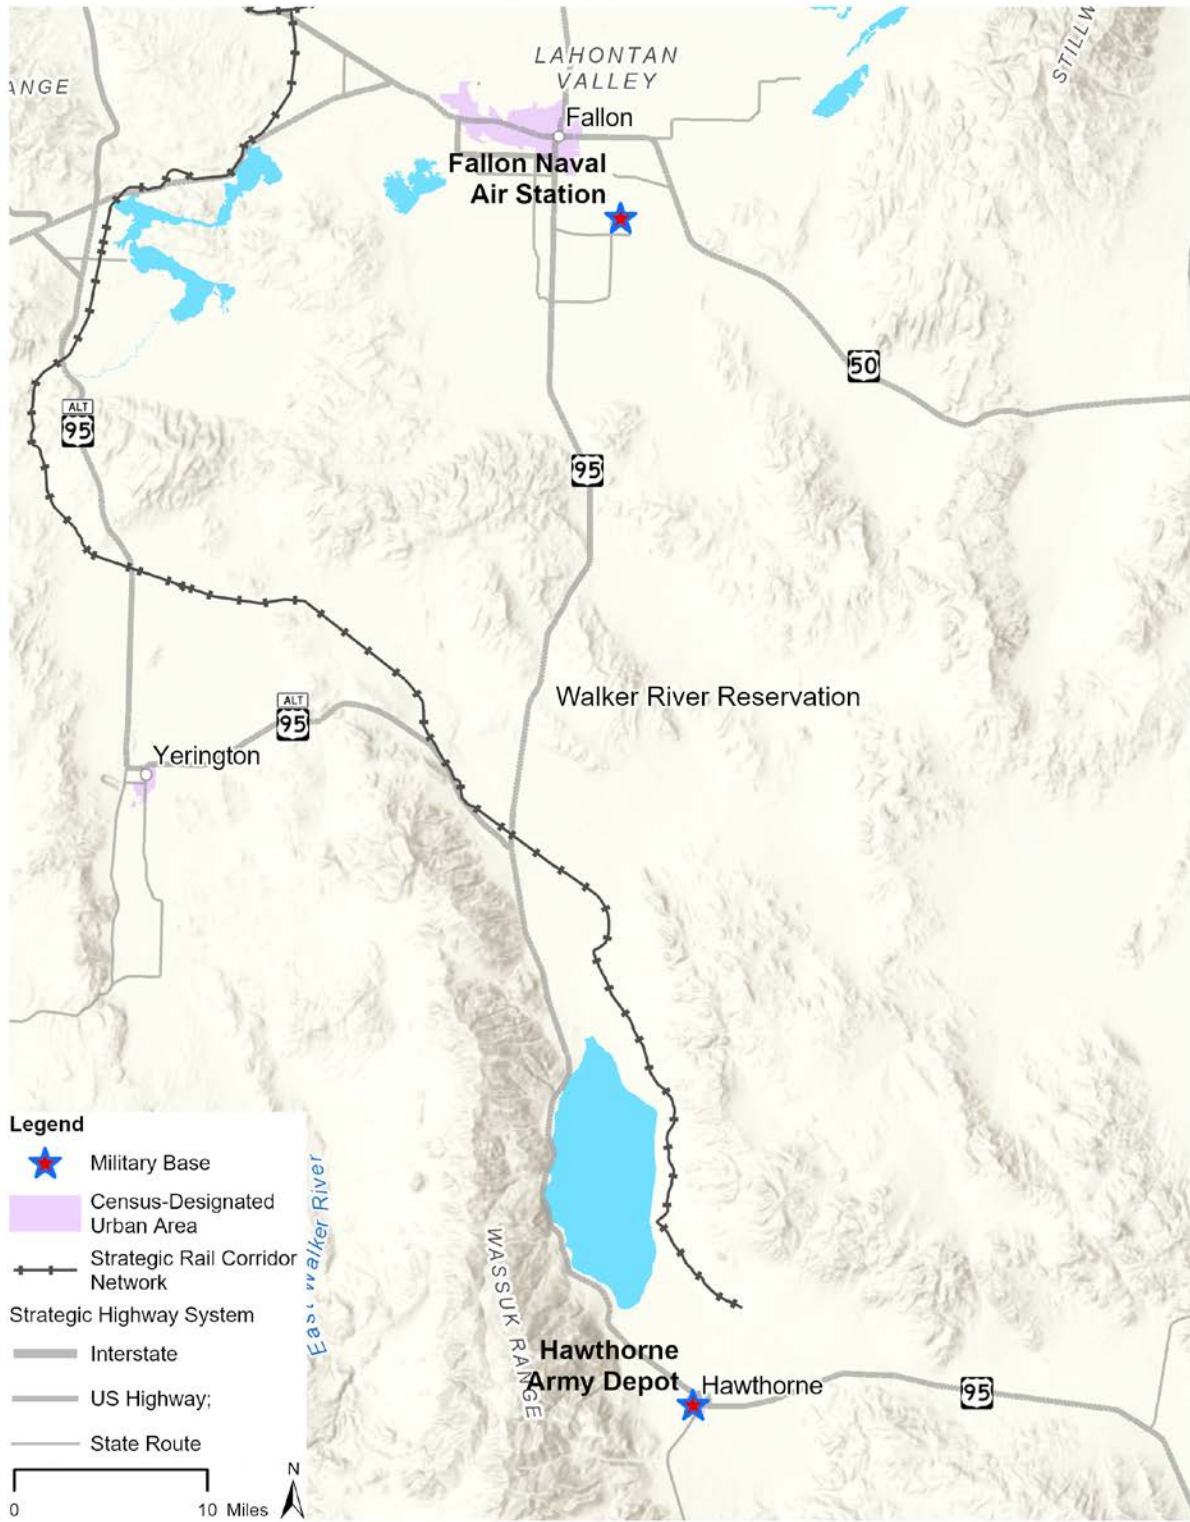 LAHONTAN
VALLEY
STILLW
ANGE
Fallon
Fallon Naval
Air Station
50
ALT
95
95
Walker River Reservation
ALT
95
Yerington
Legend
Military Base
Census-Designated
Urban Area
Strategic Rail Corridor
Network
Strategic Highway System
Interstate
US Highway;
State Route
0 10 Miles
N
East Walker River
WASSUK RANGE
Hawthorne
Army Depot
Hawthorne
95